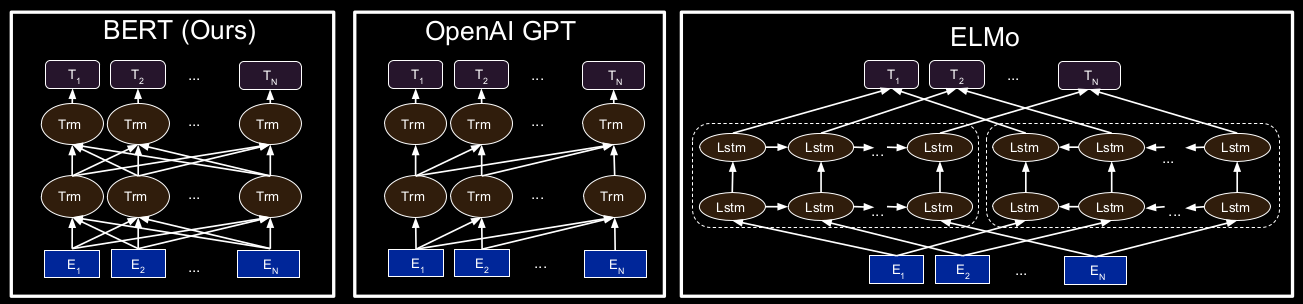 BERT (Ours)
T1 T2 ... TN
Trm Trm ... Trm
Trm Trm ... Trm
E1 E2 ... EN
OpenAI GPT
T1 T2 ... TN
Trm Trm ... Trm
Trm Trm ... Trm
E1 E2 ... EN
ELMo
T1 T2 ... TN
Lstm Lstm ... Lstm Lstm Lstm ... Lstm
Lstm Lstm ... Lstm Lstm Lstm ... Lstm
E1 E2 ... EN